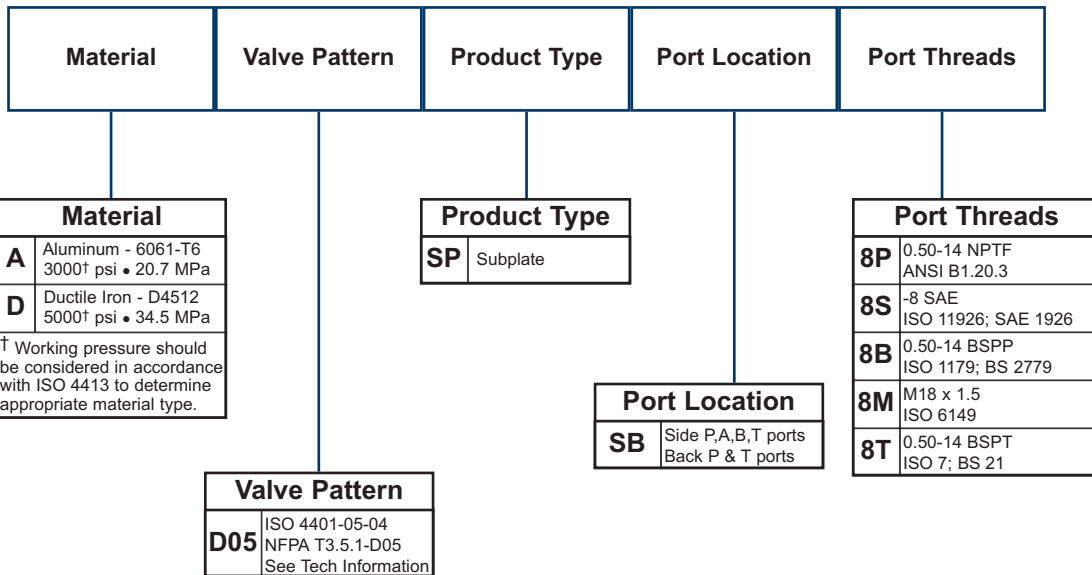 Material
Valve Pattern
Product Type
Port Location
Port Threads
Material
A
Aluminum - 6061-T6
3000† psi • 20.7 MPa
D
Ductile Iron - D4512
5000† psi • 34.5 MPa
† Working pressure should
be considered in accordance
with ISO 4413 to determine
appropriate material type.
Valve Pattern
D05
ISO 4401-05-04
NFPA T3.5.1-D05
See Tech Information
Product Type
SP
Subplate
Port Location
SB
Side P,A,B,T ports
Back P & T ports
Port Threads
8P
0.50-14 NPTF
ANSI B1.20.3
8S
-8 SAE
ISO 11926; SAE 1926
8B
0.50-14 BSPP
ISO 1179; BS 2779
8M
M18 x 1.5
ISO 6149
8T
0.50-14 BSPT
ISO 7; BS 21